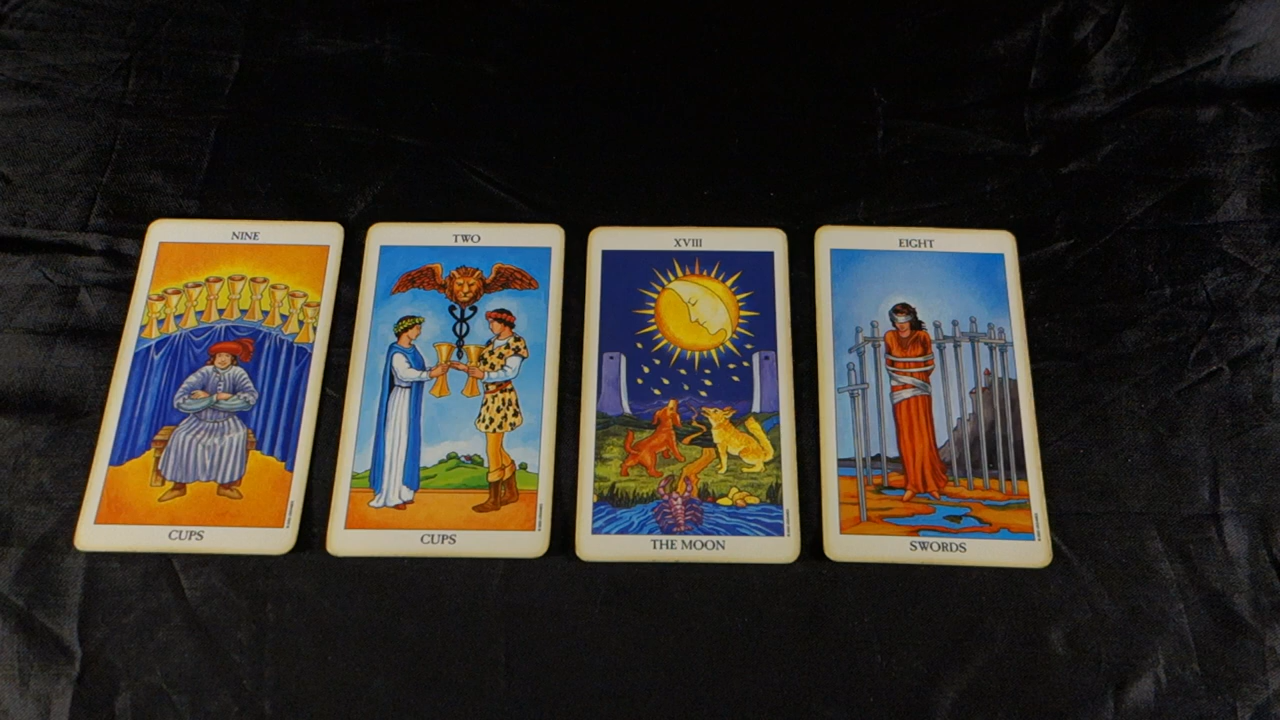 NINE
CUPS
TWO
CUPS
XVIII
THE MOON
EIGHT
SWORDS